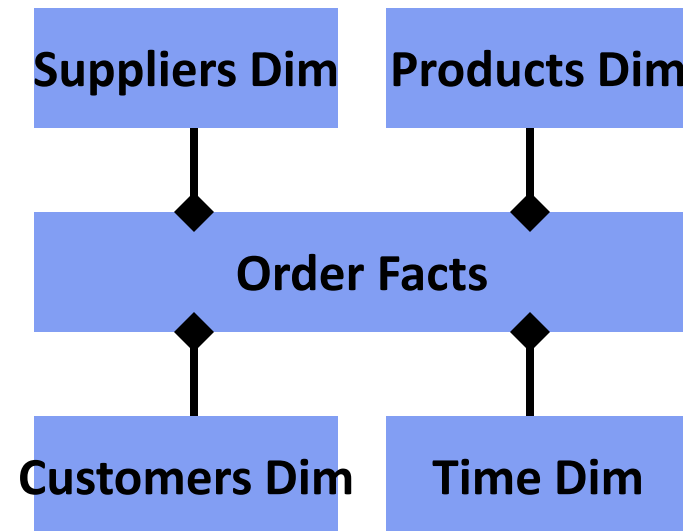 Suppliers Dim
Products Dim
Order Facts
Customers Dim
Time Dim